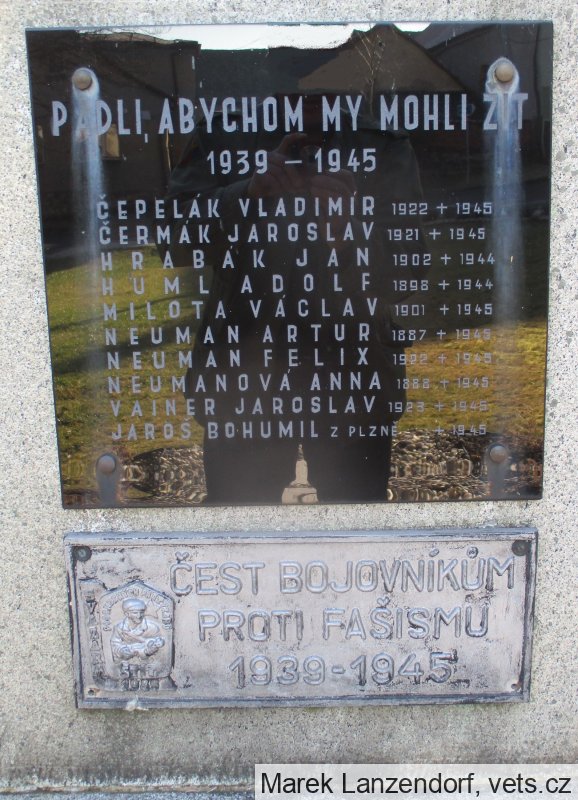 PADLI, ABYCHOM MY MOHLI ŽÍT
1939 - 1945
ČEPELÁK VLADIMÍR 1922 + 1945
ČERMÁK JAROSLAV 1921 + 1945
HRABÁK JAN 1902 + 1944
HUML ADOLF 1898 + 1944
MILOTA VÁCLAV 1901 + 1945
NEUMAN ARTUR 1887 + 1945
NEUMAN FELIX 1922 + 1945
NEUMANOVÁ ANNA 1888 + 1945
VAINER JAROSLAV 1923 + 1945
JAROŠ BOHUMIL Z PLZNĚ + 1945
ČEST BOJOVNÍKŮM
PROTI FAŠISMU
1939-1945
Marek Lanzendorf, vets.cz